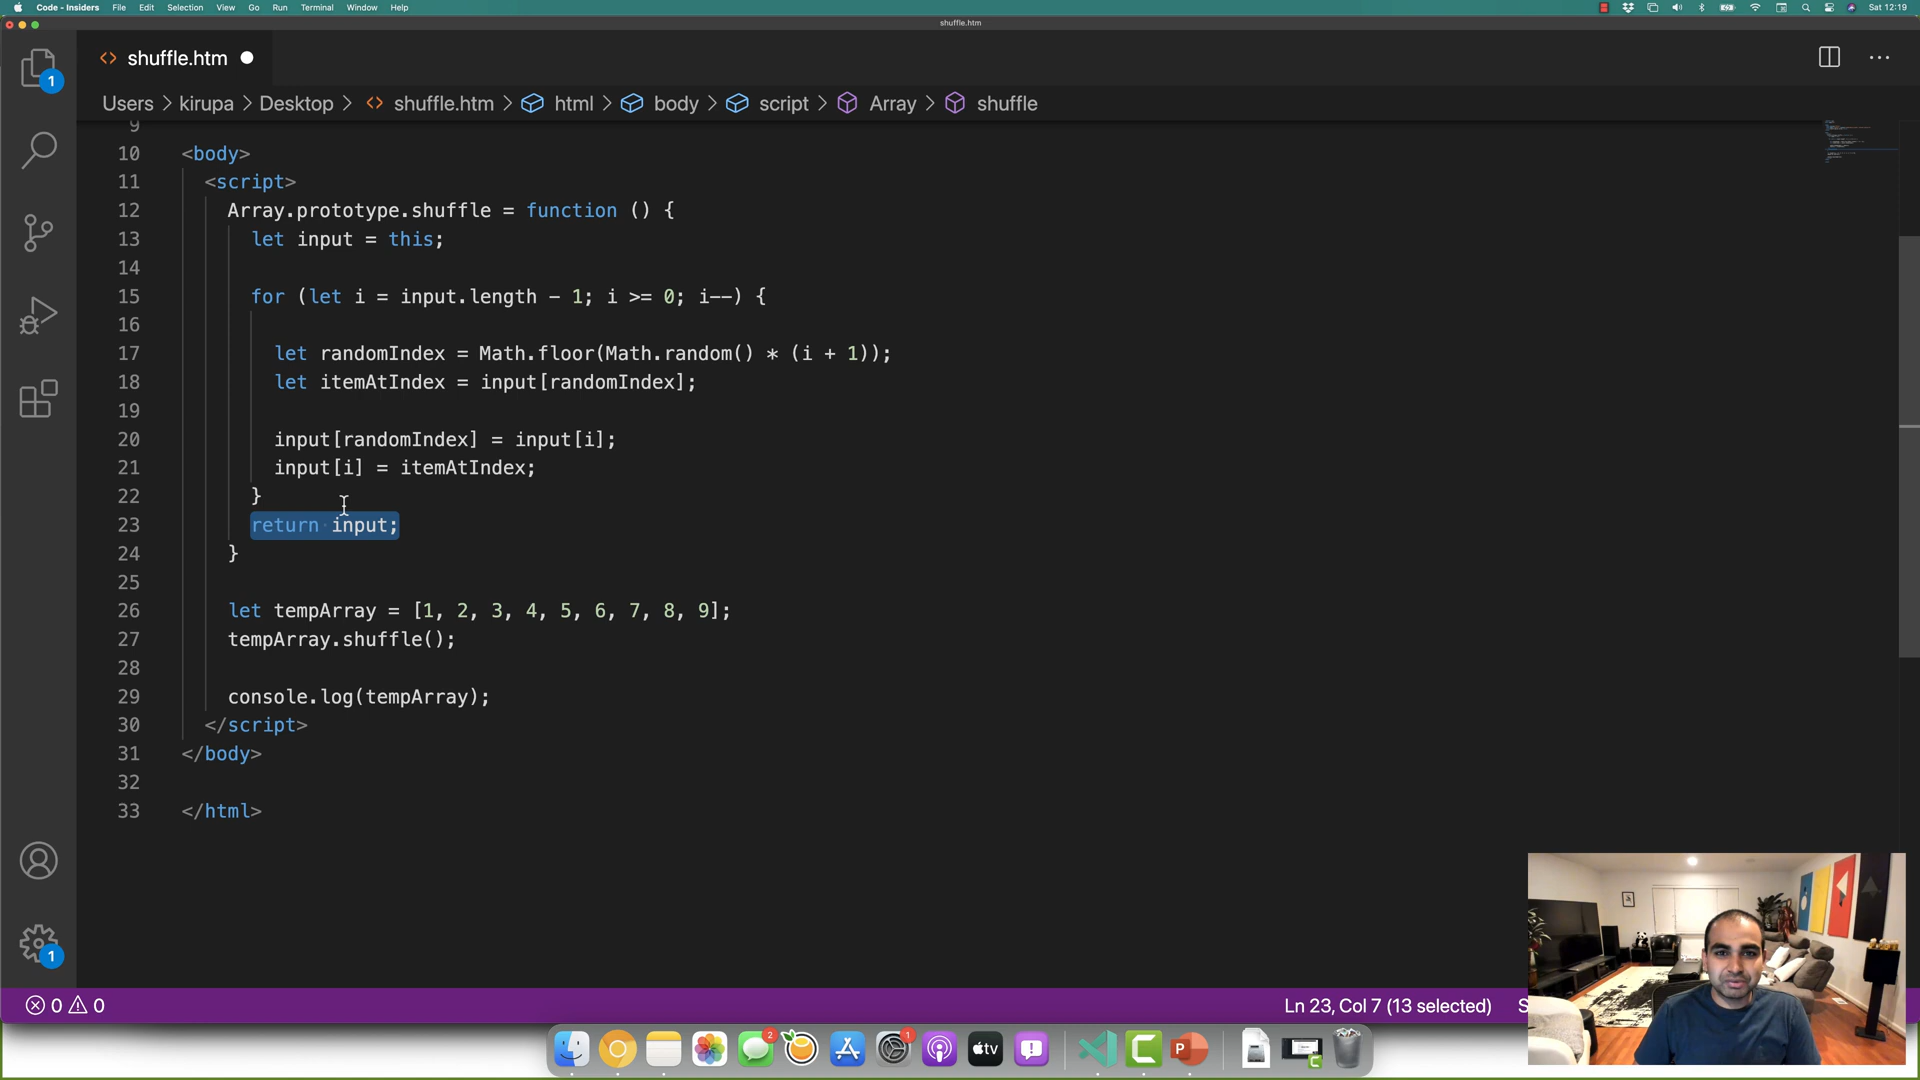 Code - Insiders File Edit Selection View Go Run Terminal Window Help Sat 12:19
shuffle.htm
shuffle.htm
1
Users > kirupa > Desktop > shuffle.htm > html > body > script > Array > shuffle
9
10 <body>
11 <script>
12 Array.prototype.shuffle = function () {
13 let input = this;
14
15 for (let i = input.length - 1; i >= 0; i--) {
16
17 let randomIndex = Math.floor(Math.random() * (i + 1));
18 let itemAtIndex = input[randomIndex];
19
20 input[randomIndex] = input[i];
21 input[i] = itemAtIndex;
22 }
23 return input;
24 }
25
26 let tempArray = [1, 2, 3, 4, 5, 6, 7, 8, 9];
27 tempArray.shuffle();
28
29 console.log(tempArray);
30 </script>
31 </body>
32
33 </html>
1
0 0 Ln 23, Col 7 (13 selected) S
2 1 tv P